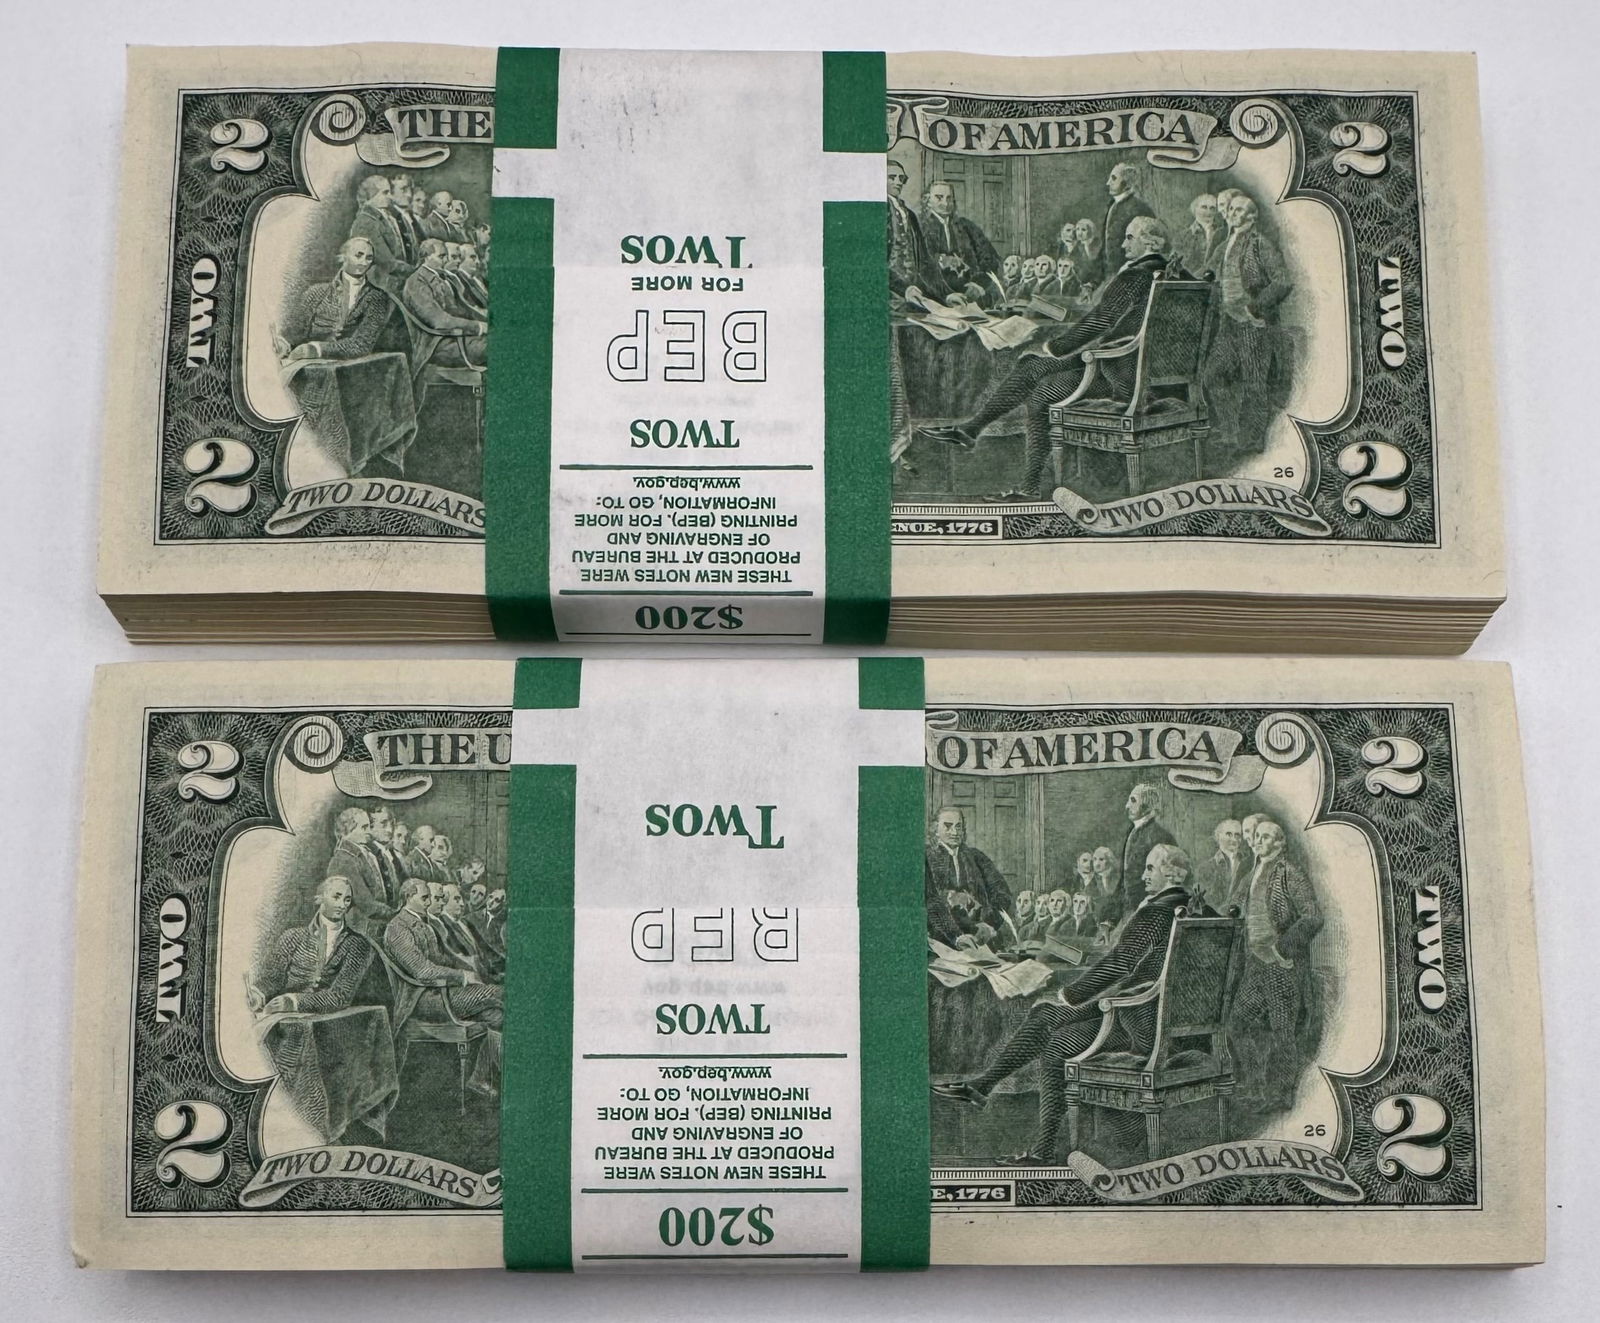 2
THE
OF AMERICA
2
TWO
TWO
2
TWO DOLLARS
NCE, 1776
26
TWO DOLLARS
2
$200
THESE NEW NOTES WERE
PRODUCED AT THE BUREAU
OF ENGRAVING AND
PRINTING (BEP). FOR MORE
INFORMATION, GO TO:
www.bep.gov.
TWOS
BEP
FOR MORE
TWOS
2
THE U
OF AMERICA
2
TWO
TWO
2
TWO DOLLARS
E, 1776
26
TWO DOLLARS
2
$200
THESE NEW NOTES WERE
PRODUCED AT THE BUREAU
OF ENGRAVING AND
PRINTING (BEP). FOR MORE
INFORMATION, GO TO:
www.bep.gov.
TWOS
BEP
TWOS